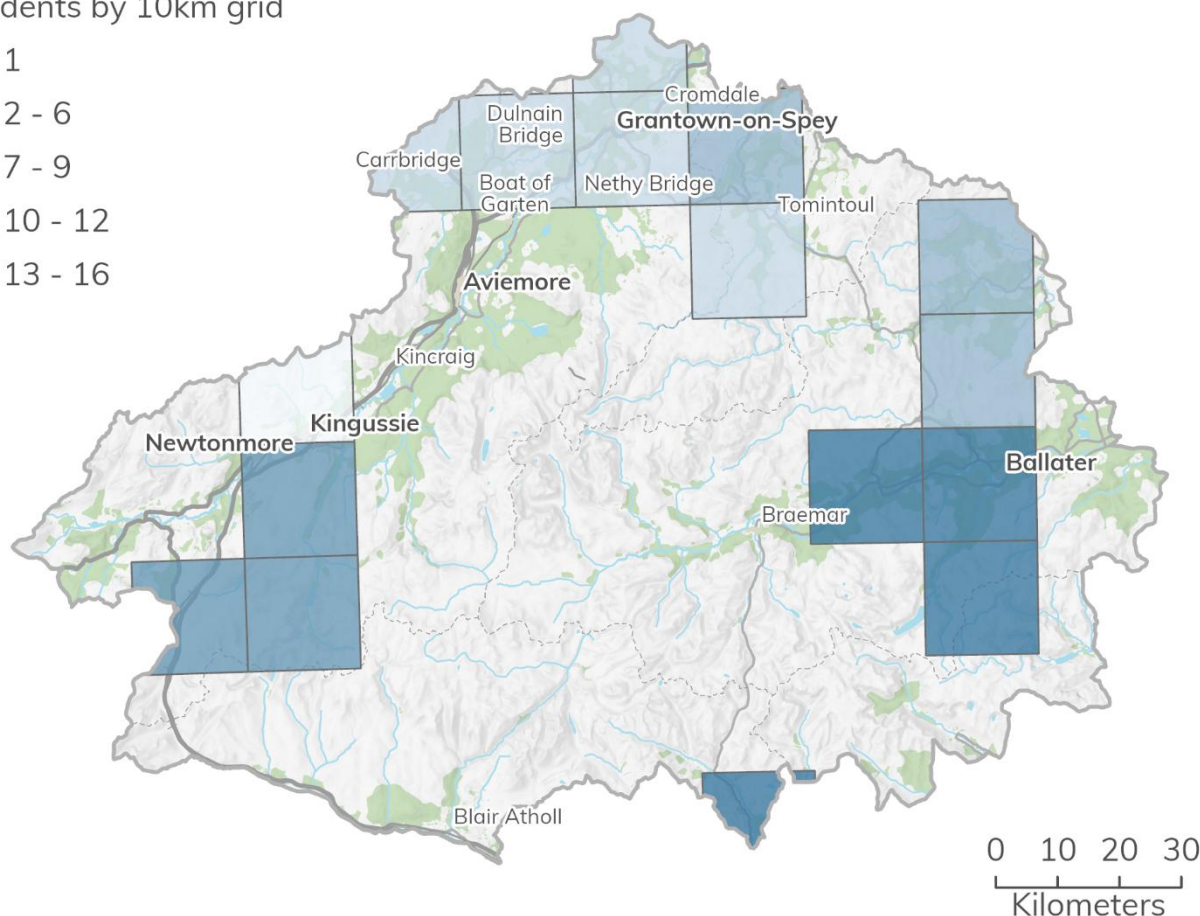 dents by 10km grid
1
2 - 6
7 - 9
10 - 12
13 - 16
Cromdale
Grantown-on-Spey
Dulnain
Bridge
Carrbridge
Boat of
Garten
Nethy Bridge
Tomintoul
Aviemore
Kincraig
Kingussie
Newtonmore
Ballater
Braemar
Blair Atholl
0 10 20 30
Kilometers